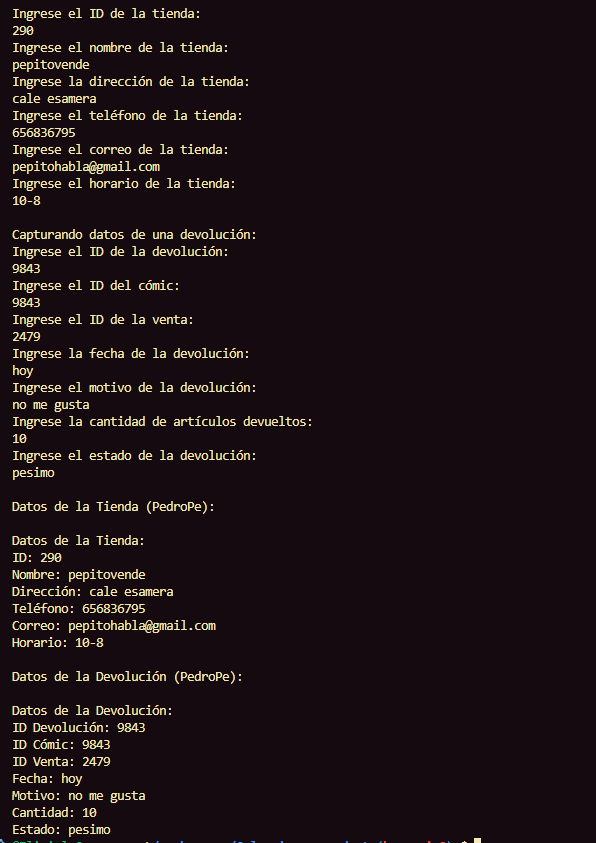 Ingrese el ID de la tienda:
290
Ingrese el nombre de la tienda:
pepitovende
Ingrese la dirección de la tienda:
cale esamera
Ingrese el teléfono de la tienda:
656836795
Ingrese el correo de la tienda:
pepitohabla@gmail.com
Ingrese el horario de la tienda:
10-8
Capturando datos de una devolución:
Ingrese el ID de la devolución:
9843
Ingrese el ID del cómic:
9843
Ingrese el ID de la venta:
2479
Ingrese la fecha de la devolución:
hoy
Ingrese el motivo de la devolución:
no me gusta
Ingrese la cantidad de artículos devueltos:
10
Ingrese el estado de la devolución:
pesimo
Datos de la Tienda (PedroPe):
Datos de la Tienda:
ID: 290
Nombre: pepitovende
Dirección: cale esamera
Teléfono: 656836795
Correo: pepitohabla@gmail.com
Horario: 10-8
Datos de la Devolución (PedroPe):
Datos de la Devolución:
ID Devolución: 9843
ID Cómic: 9843
ID Venta: 2479
Fecha: hoy
Motivo: no me gusta
Cantidad: 10
Estado: pesimo